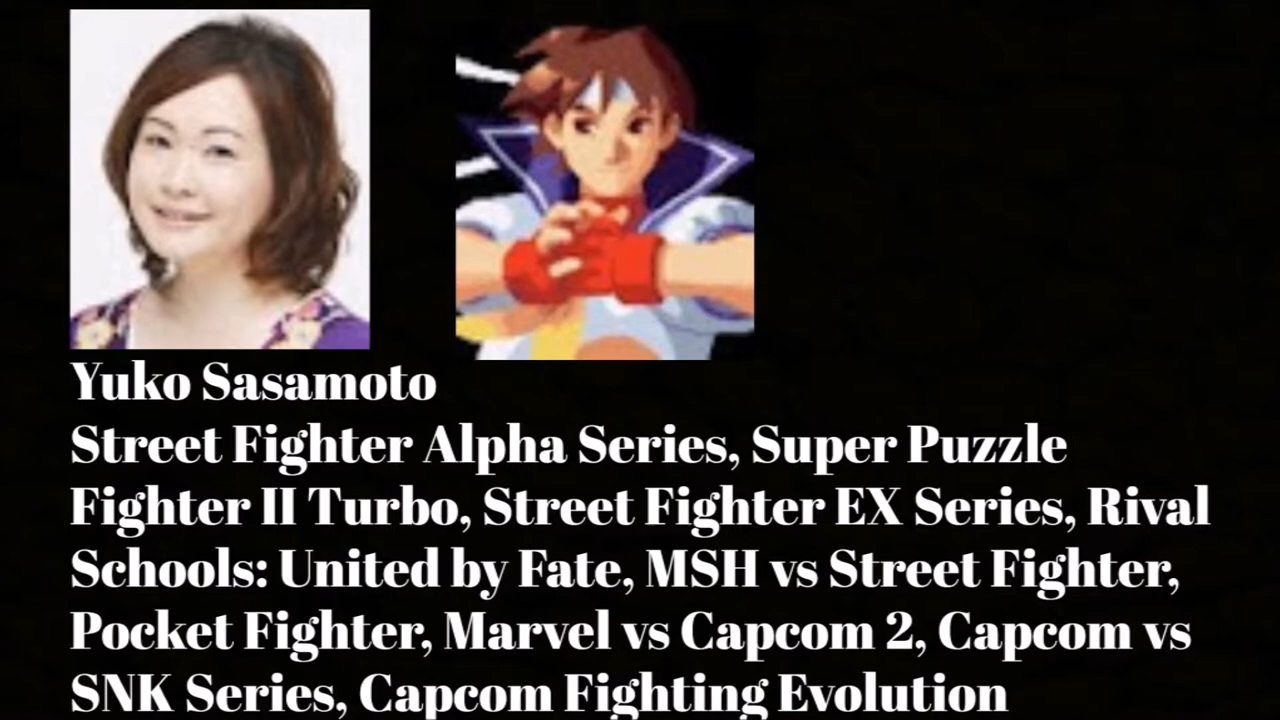 Yuko Sasamoto
Street Fighter Alpha Series, Super Puzzle
Fighter II Turbo, Street Fighter EX Series, Rival
Schools: United by Fate, MSH vs Street Fighter,
Pocket Fighter, Marvel vs Capcom 2, Capcom vs
SNK Series, Capcom Fighting Evolution